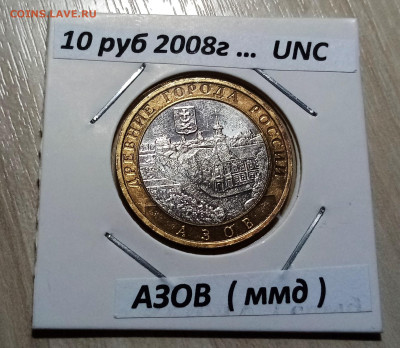 COINS.LAVE.RU
10 руб 2008г ... UNC
ДРЕВНИЕ ГОРОДА РОССИИ
АЗОВ
АЗОВ ( ммд )